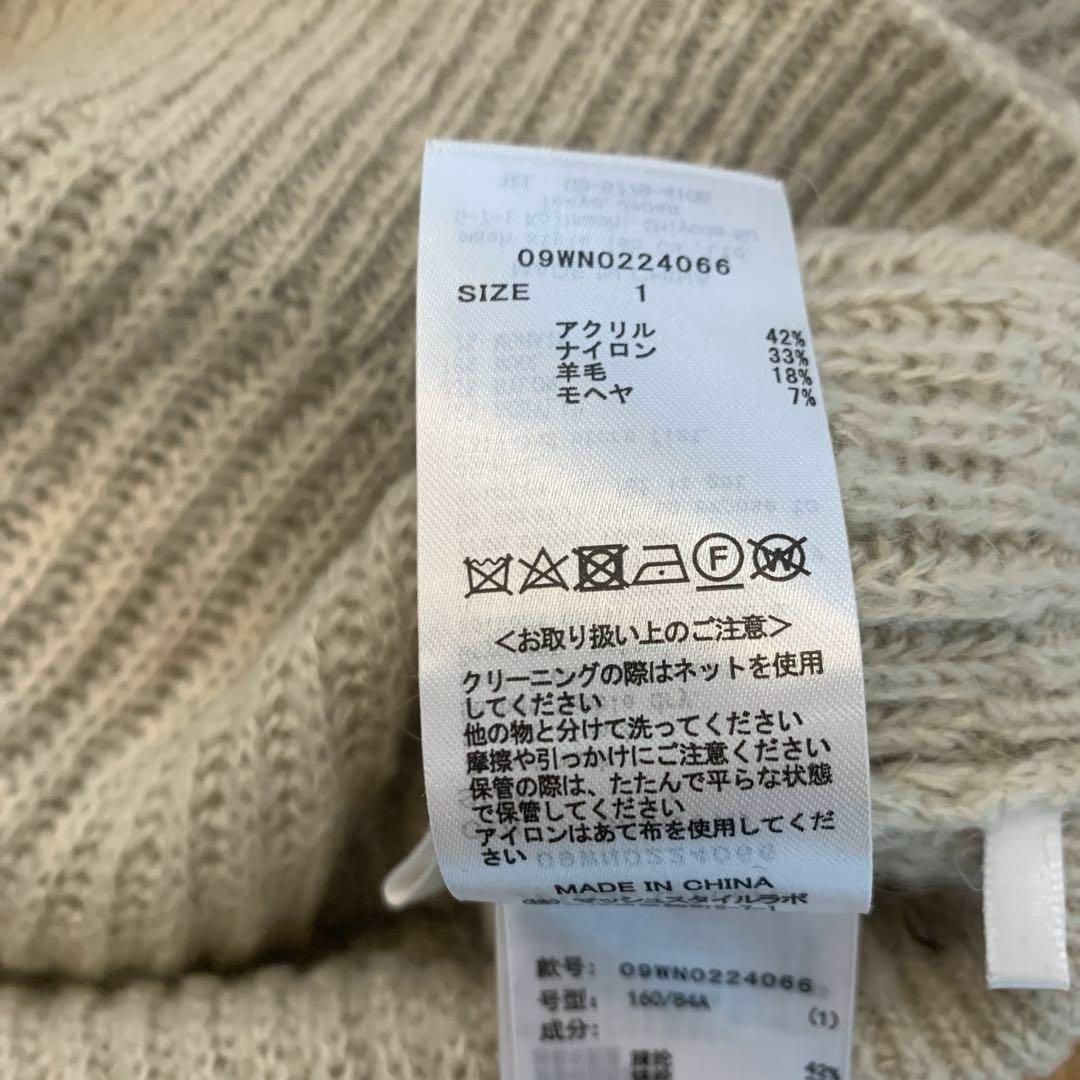 09WN0224066
SIZE 1
アクリル 42%
ナイロン 33%
羊毛 18%
モヘヤ 7%
F W
<お取り扱い上のご注意>
クリーニングの際はネットを使用
してください
他の物と分けて洗ってください
摩擦や引っかけにご注意ください
保管の際は、たたんで平らな状態
で保管してください
アイロンはあて布を使用してくだ
さい
MADE IN CHINA
マッシュスタイルラボ
款号: 09WN0224066
号型: 160/84A
(1)
成分:
腈纶 42%